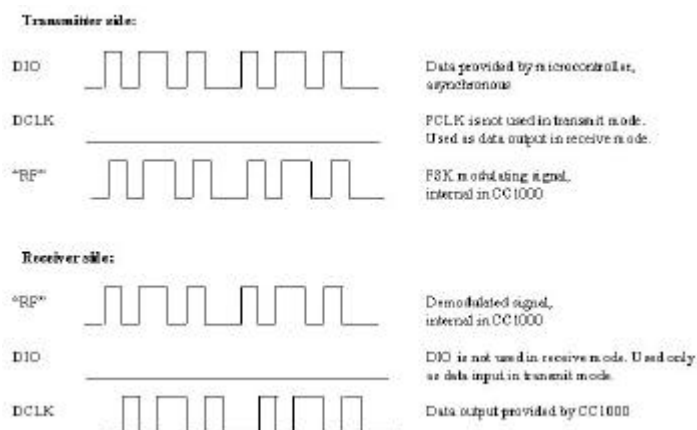 Transmitter side:
DIO
Data provided by microcontroller,
asynchronous
DCLK
PCLK is not used in transmit mode.
Used as data output in receive mode.
"RF"
FSK modulating signal,
internal in CC1000
Receiver side:
"RF"
Demodulated signal,
internal in CC1000
DIO
DIO is not used in receive mode. Used only
as data input in transmit mode.
DCLK
Data output provided by CC1000